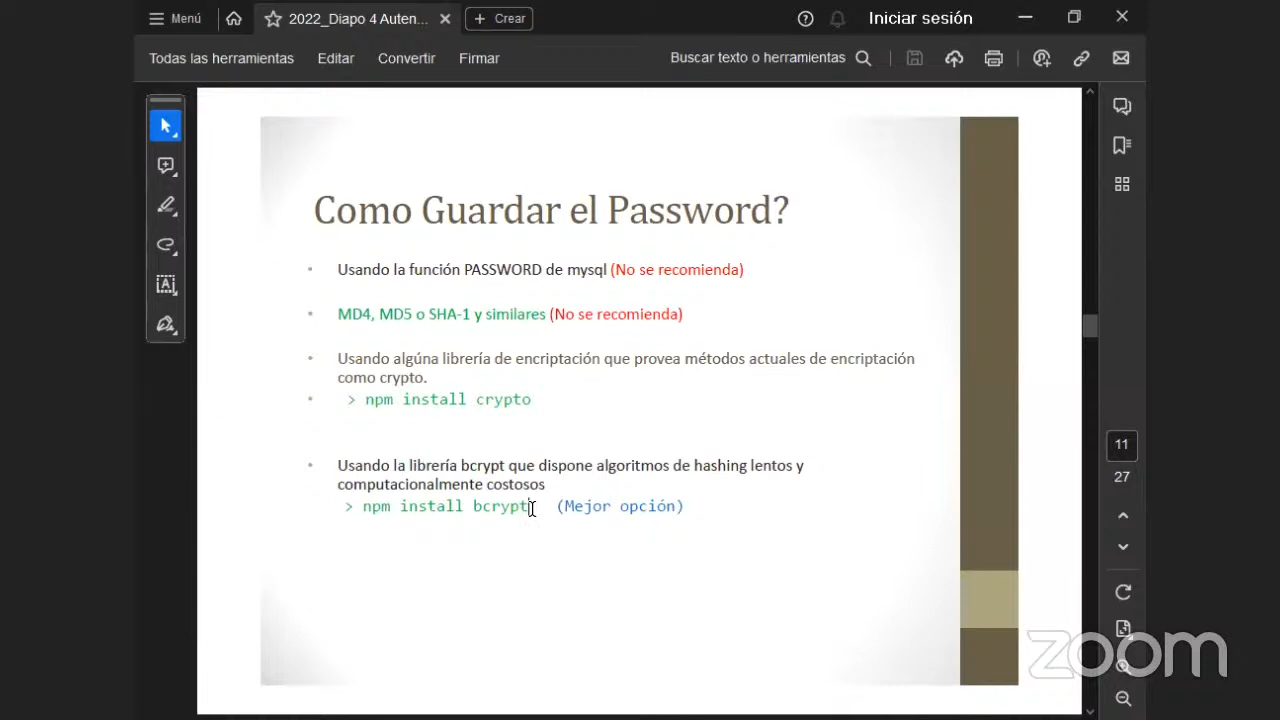 Menú
2022_Diapo 4 Auten...
Crear
Iniciar sesión
Todas las herramientas
Editar
Convertir
Firmar
Buscar texto o herramientas
Como Guardar el Password?
• Usando la función PASSWORD de mysql (No se recomienda)
• MD4, MD5 o SHA-1 y similares (No se recomienda)
• Usando algúna librería de encriptación que provea métodos actuales de encriptación
como crypto.
• > npm install crypto
• Usando la librería bcrypt que dispone algoritmos de hashing lentos y
computacionalmente costosos
> npm install bcrypt (Mejor opción)
11
27
zoom